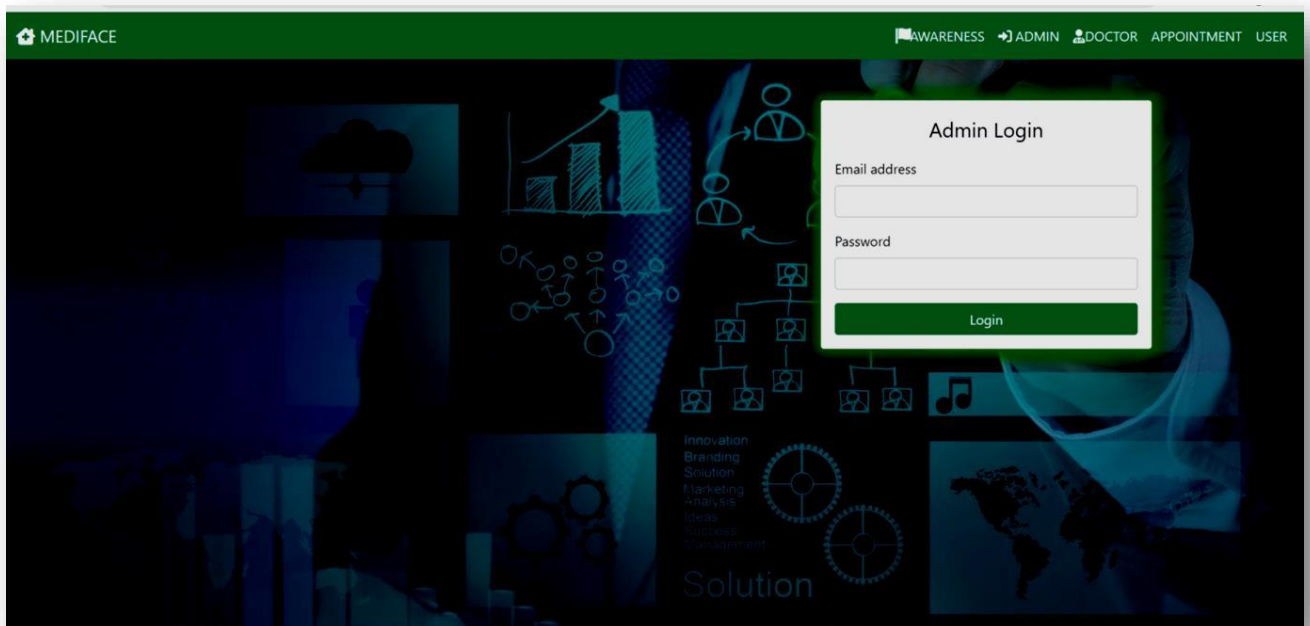 MEDIFACE
AWARENESS ADMIN DOCTOR APPOINTMENT USER
Admin Login
Email address
Password
Login
Innovation
Branding
Solution
Marketing
Analysis
Ideas
Success
Management
Solution